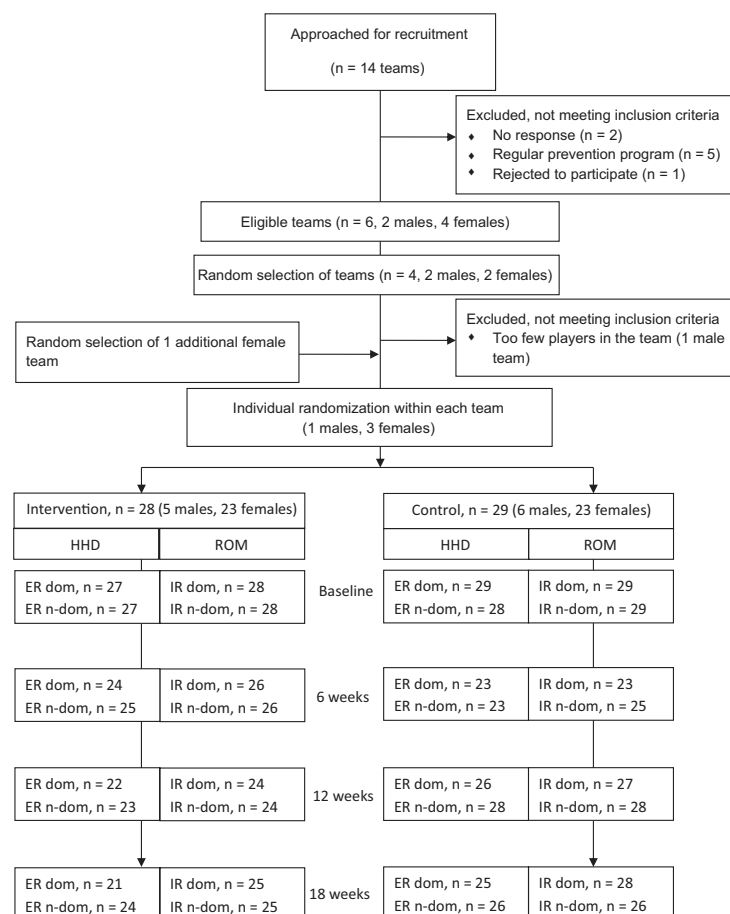 Approached for recruitment
(n = 14 teams)
Excluded, not meeting inclusion criteria
♦ No response (n = 2)
♦ Regular prevention program (n = 5)
♦ Rejected to participate (n = 1)
Eligible teams (n = 6, 2 males, 4 females)
Random selection of teams (n = 4, 2 males, 2 females)
Random selection of 1 additional female
team
Excluded, not meeting inclusion criteria
♦ Too few players in the team (1 male
team)
Individual randomization within each team
(1 males, 3 females)
Intervention, n = 28 (5 males, 23 females)
HHD
ROM
Control, n = 29 (6 males, 23 females)
HHD
ROM
ER dom, n = 27
ER n-dom, n = 27
IR dom, n = 28
IR n-dom, n = 28
Baseline
ER dom, n = 29
ER n-dom, n = 28
IR dom, n = 29
IR n-dom, n = 29
ER dom, n = 24
ER n-dom, n = 25
IR dom, n = 26
IR n-dom, n = 26
6 weeks
ER dom, n = 23
ER n-dom, n = 23
IR dom, n = 23
IR n-dom, n = 25
ER dom, n = 22
ER n-dom, n = 23
IR dom, n = 24
IR n-dom, n = 24
12 weeks
ER dom, n = 26
ER n-dom, n = 28
IR dom, n = 27
IR n-dom, n = 28
ER dom, n = 21
ER n-dom, n = 24
IR dom, n = 25
IR n-dom, n = 25
18 weeks
ER dom, n = 25
ER n-dom, n = 26
IR dom, n = 28
IR n-dom, n = 26